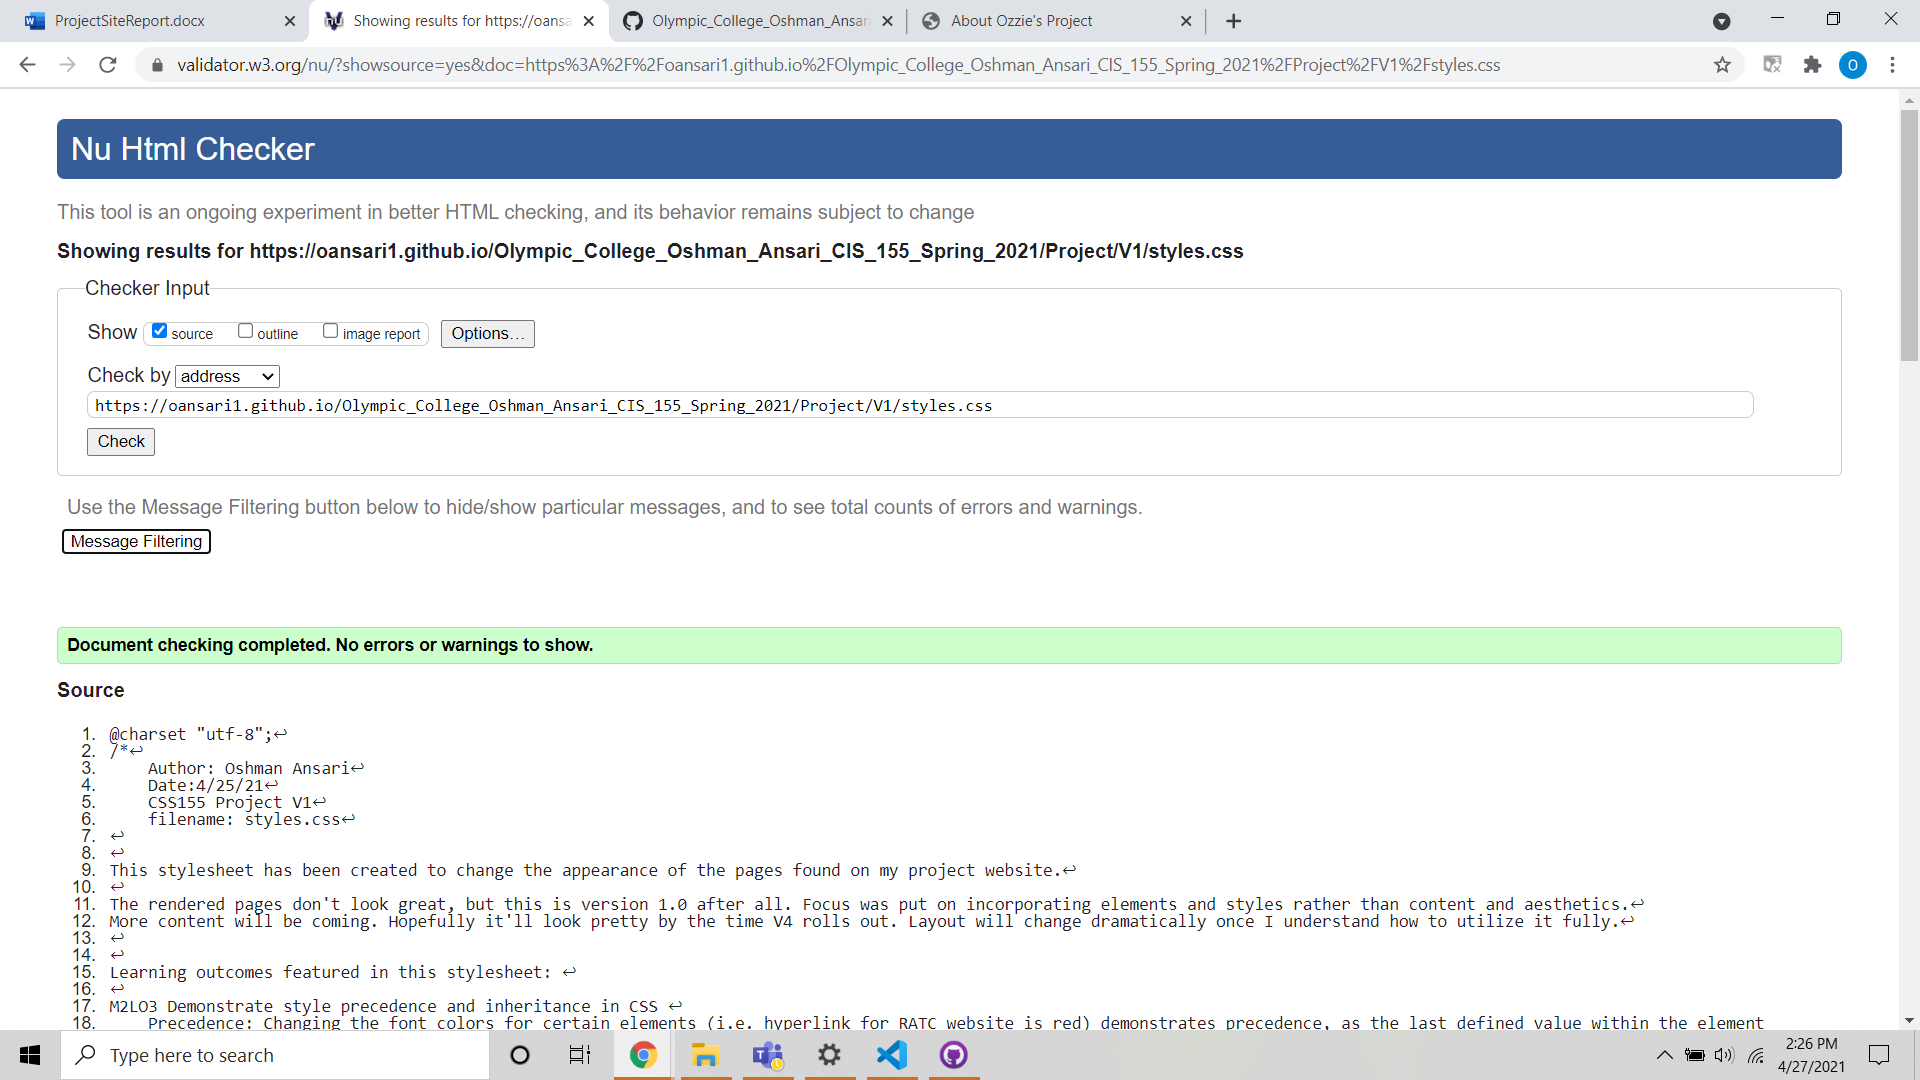 ProjectSiteReport.docx
Showing results for https://oansa
Olympic_College_Oshman_Ansari
About Ozzie's Project
validator.w3.org/nu/?showsource=yes&doc=https%3A%2F%2Foansari1.github.io%2FOlympic_College_Oshman_Ansari_CIS_155_Spring_2021%2FProject%2FV1%2Fstyles.css
O
Nu Html Checker
This tool is an ongoing experiment in better HTML checking, and its behavior remains subject to change
Showing results for https://oansari1.github.io/Olympic_College_Oshman_Ansari_CIS_155_Spring_2021/Project/V1/styles.css
Checker Input
Show source outline image report Options...
Check by address
https://oansari1.github.io/Olympic_College_Oshman_Ansari_CIS_155_Spring_2021/Project/V1/styles.css
Check
Use the Message Filtering button below to hide/show particular messages, and to see total counts of errors and warnings.
Message Filtering
Document checking completed. No errors or warnings to show.
Source
1. @charset "utf-8";↩
2. /*↩
3. Author: Oshman Ansari↩
4. Date:4/25/21↩
5. CSS155 Project V1↩
6. filename: styles.css↩
7. ↩
8. ↩
9. This stylesheet has been created to change the appearance of the pages found on my project website.↩
10. ↩
11. The rendered pages don't look great, but this is version 1.0 after all. Focus was put on incorporating elements and styles rather than content and aesthetics.↩
12. More content will be coming. Hopefully it'll look pretty by the time V4 rolls out. Layout will change dramatically once I understand how to utilize it fully.↩
13. ↩
14. ↩
15. Learning outcomes featured in this stylesheet: ↩
16. ↩
17. M2LO3 Demonstrate style precedence and inheritance in CSS ↩
18. Precedence: Changing the font colors for certain elements (i.e. hyperlink for RATC website is red) demonstrates precedence, as the last defined value within the element
Type here to search
2:26 PM
4/27/2021